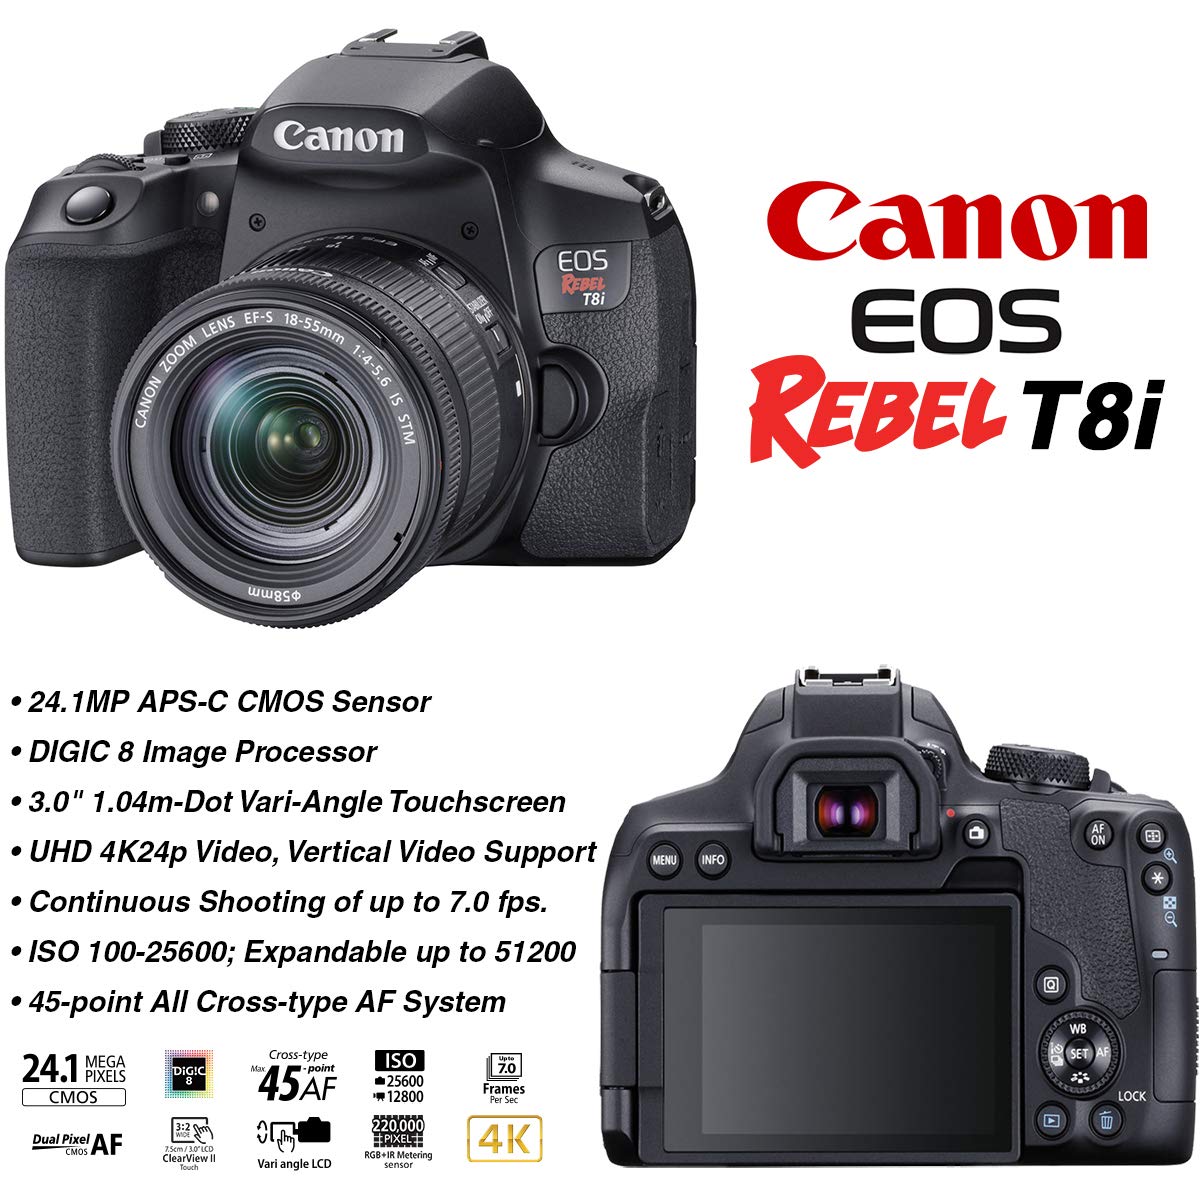 Canon
EOS
REBEL
T8i
Canon
CANON ZOOM LENS EF-S 18-55mm 1:4-5.6 IS STM
ø58mm
STABILIZER
Canon
EOS
REBEL T8i
• 24.1MP APS-C CMOS Sensor
• DIGIC 8 Image Processor
• 3.0" 1.04m-Dot Vari-Angle Touchscreen
• UHD 4K24p Video, Vertical Video Support
• Continuous Shooting of up to 7.0 fps.
• ISO 100-25600; Expandable up to 51200
• 45-point All Cross-type AF System
24.1 MEGA PIXELS
CMOS
DiG!C
8
Cross-type
Max. 45-point AF
ISO
25600
12800
Up to
7.0
Frames
Per Sec
Dual Pixel
CMOS AF
3:2
WIDE
7.5cm / 3.0" LCD
ClearView II
Touch
Vari angle LCD
220,000
PIXEL
RGB+IR Metering
sensor
4K
MENU
INFO
AF
ON
Q
WB
SET
AF
LOCK